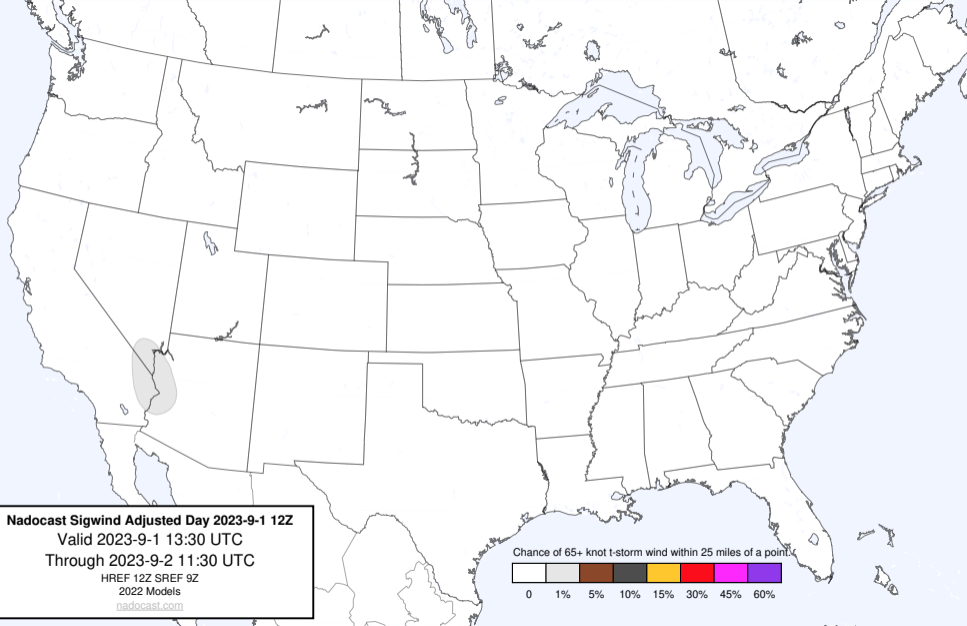 Nadocast Sigwind Adjusted Day 2023-9-1 12Z
Valid 2023-9-1 13:30 UTC
Through 2023-9-2 11:30 UTC
HREF 12Z SREF 9Z
2022 Models
nadocast.com
Chance of 65+ knot t-storm wind within 25 miles of a point.
0 1% 5% 10% 15% 30% 45% 60%